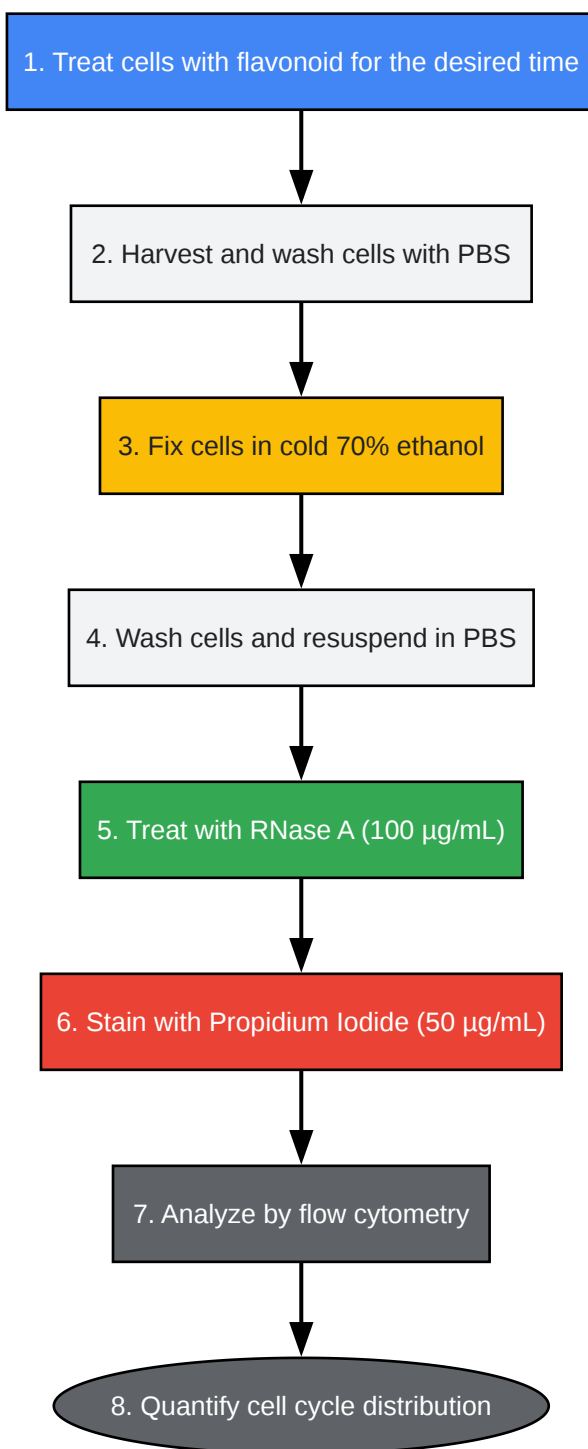 1. Treat cells with flavonoid for the desired time
2. Harvest and wash cells with PBS
3. Fix cells in cold 70% ethanol
4. Wash cells and resuspend in PBS
5. Treat with RNase A (100 µg/mL)
6. Stain with Propidium Iodide (50 µg/mL)
7. Analyze by flow cytometry
8. Quantify cell cycle distribution